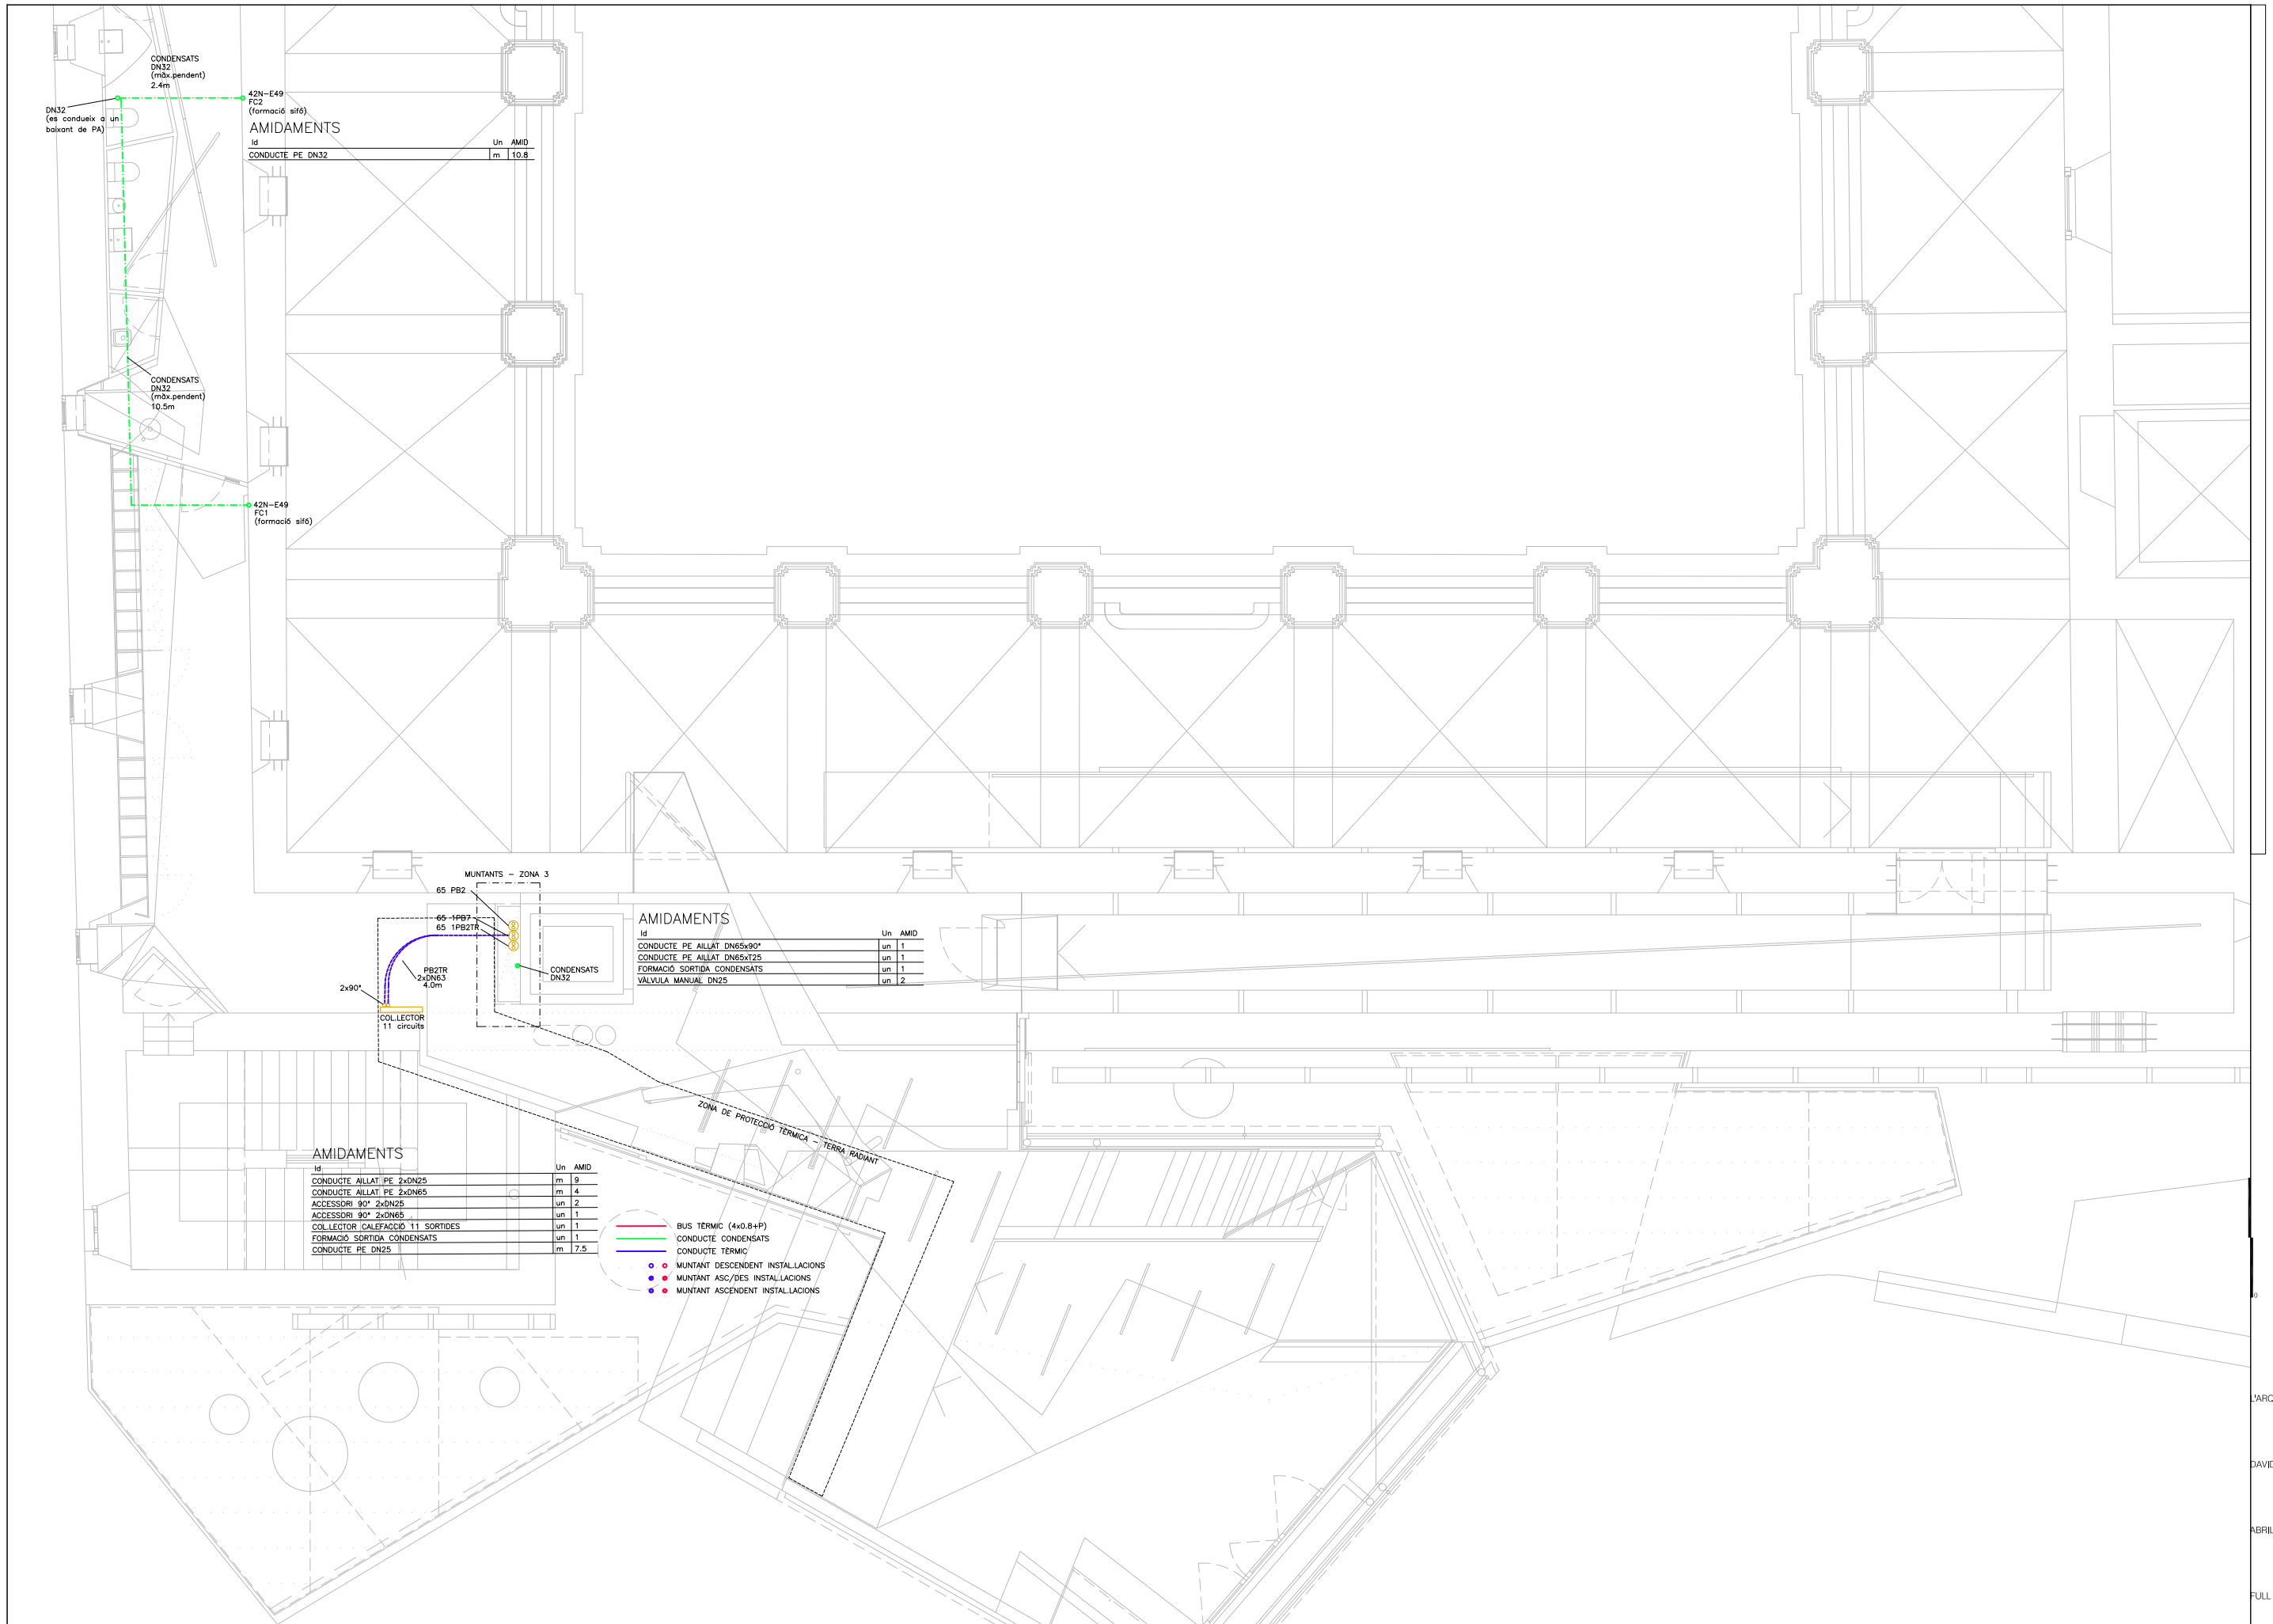 CONDENSATS
DN32
(màx.pendent)
2.4m
DN32
(es condueix a un
baixant de PA)
42N-E49
FC2
(formació sifó)
AMIDAMENTS
Id Un AMID
CONDUCTE PE DN32 m 10.8
CONDENSATS
DN32
(màx.pendent)
10.5m
42N-E49
FC1
(formació sifó)
MUNTANTS - ZONA 3
65 PB2
65 1PB7
65 1PB2TR
PB2TR
2xDN63
4.0m
2x90°
COL.LECTOR
11 circuits
CONDENSATS
DN32
AMIDAMENTS
Id Un AMID
CONDUCTE PE AILLAT DN65x90° un 1
CONDUCTE PE AILLAT DN65xT25 un 1
FORMACIÓ SORTIDA CONDENSATS un 1
VÀLVULA MANUAL DN25 un 2
ZONA DE PROTECCIÓ TÈRMICA - TERRA RADIANT
AMIDAMENTS
Id Un AMID
CONDUCTE AILLAT PE 2xDN25 m 9
CONDUCTE AILLAT PE 2xDN65 m 4
ACCESSORI 90° 2xDN25 un 2
ACCESSORI 90° 2xDN65 un 1
COL.LECTOR CALEFACCIÓ 11 SORTIDES un 1
FORMACIÓ SORTIDA CONDENSATS un 1
CONDUCTE PE DN25 m 7.5
BUS TÈRMIC (4x0.8+P)
CONDUCTE CONDENSATS
CONDUCTE TÈRMIC
MUNTANT DESCENDENT INSTAL.LACIONS
MUNTANT ASC/DES INSTAL.LACIONS
MUNTANT ASCENDENT INSTAL.LACIONS
0
L'ARQ
DAVID
ABRIL
FULL